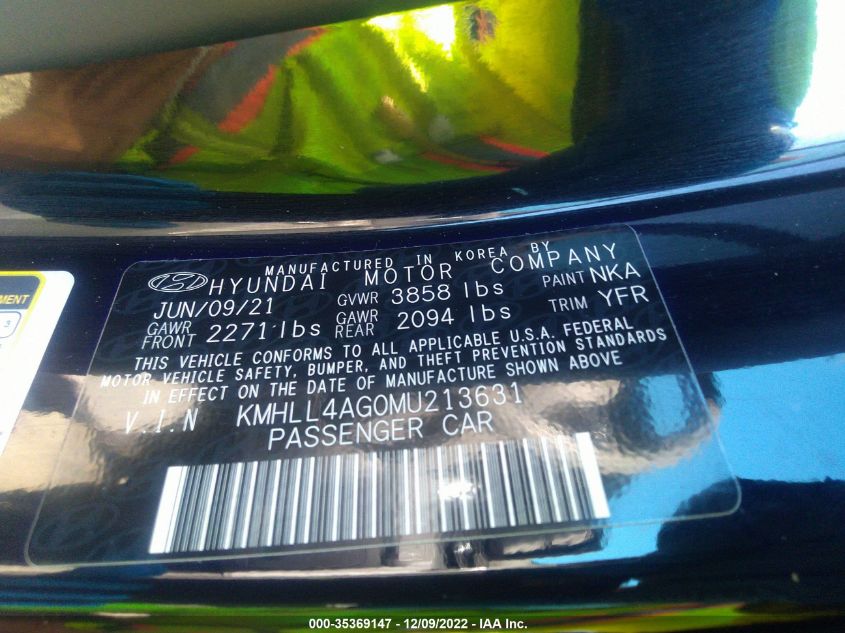 MANUFACTURED IN KOREA BY
HYUNDAI MOTOR COMPANY
JUN/09/21 GVWR 3858 lbs PAINT NKA
GAWR FRONT 2271 lbs GAWR REAR 2094 lbs TRIM YFR
THIS VEHICLE CONFORMS TO ALL APPLICABLE U.S.A. FEDERAL
MOTOR VEHICLE SAFETY, BUMPER, AND THEFT PREVENTION STANDARDS
IN EFFECT ON THE DATE OF MANUFACTURE SHOWN ABOVE
V.I.N KMHLL4AG0MU213631
PASSENGER CAR
3
000-35369147 - 12/09/2022 - IAA Inc.